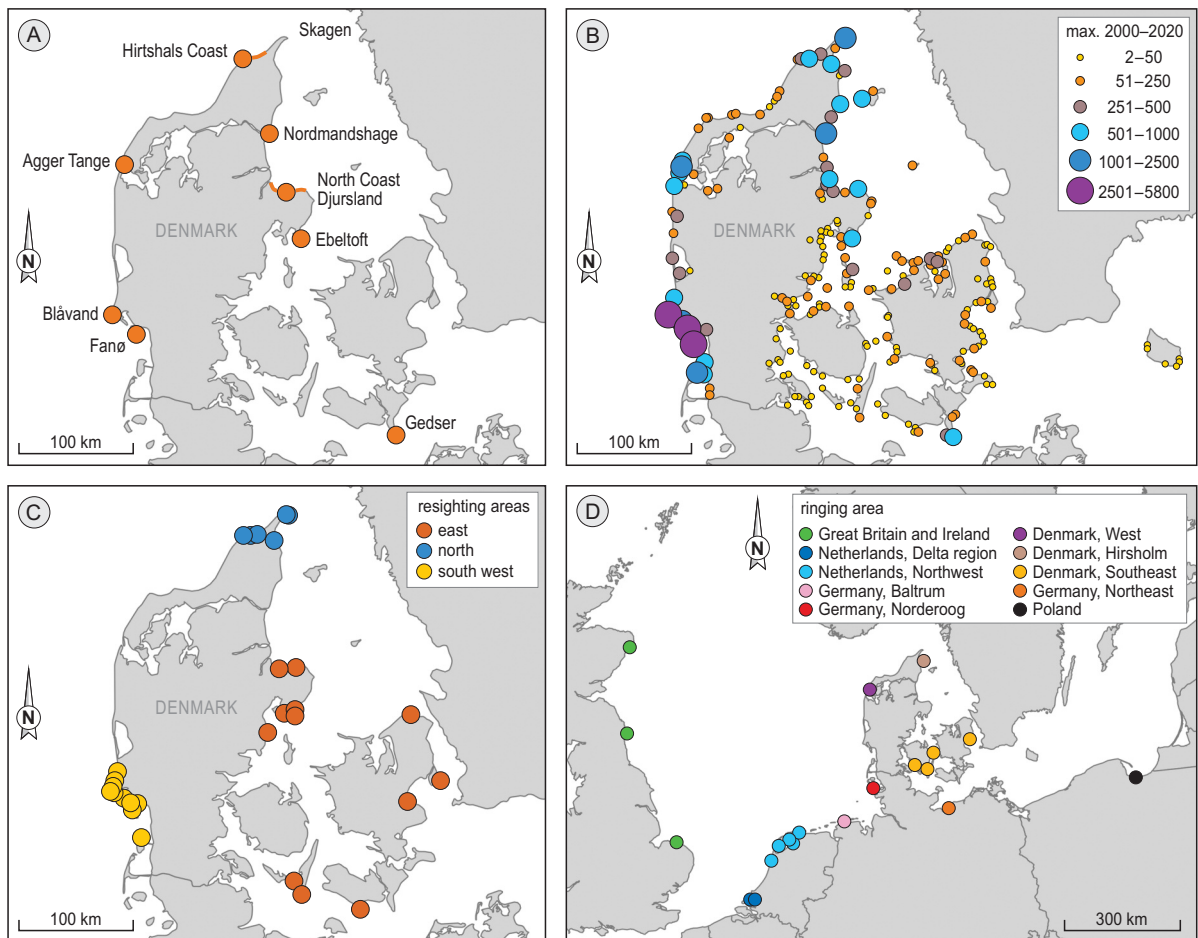 A
Skagen
Hirtshals Coast
Nordmandshage
Agger Tange
North Coast
Djursland
DENMARK
Ebeltoft
N
Blåvand
Fanø
Gedser
100 km
B
max. 2000–2020
2–50
51–250
251–500
501–1000
1001–2500
2501–5800
DENMARK
N
100 km
C
resighting areas
east
north
south west
DENMARK
N
100 km
D
N
ringing area
Great Britain and Ireland
Netherlands, Delta region
Netherlands, Northwest
Germany, Baltrum
Germany, Norderoog
Denmark, West
Denmark, Hirsholm
Denmark, Southeast
Germany, Northeast
Poland
300 km